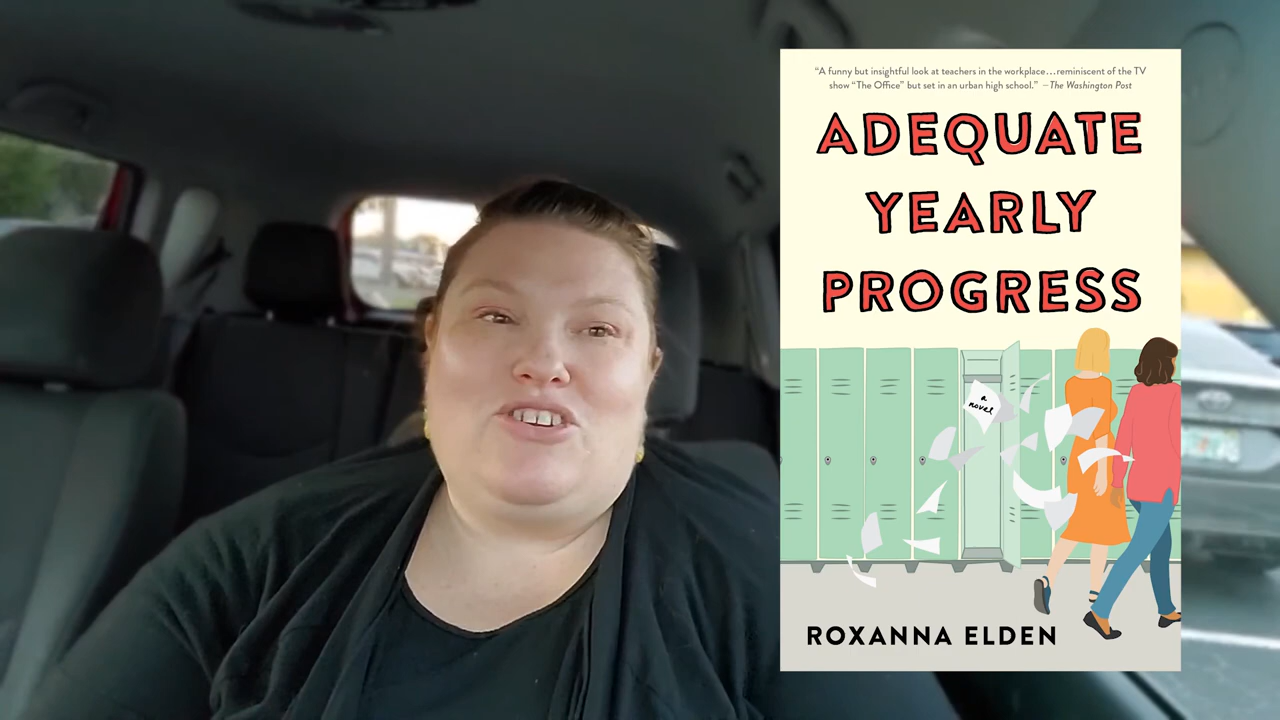 “A funny but insightful look at teachers in the workplace...reminiscent of the TV
show “The Office” but set in an urban high school.” —The Washington Post
ADEQUATE
YEARLY
PROGRESS
a
novel
ROXANNA ELDEN